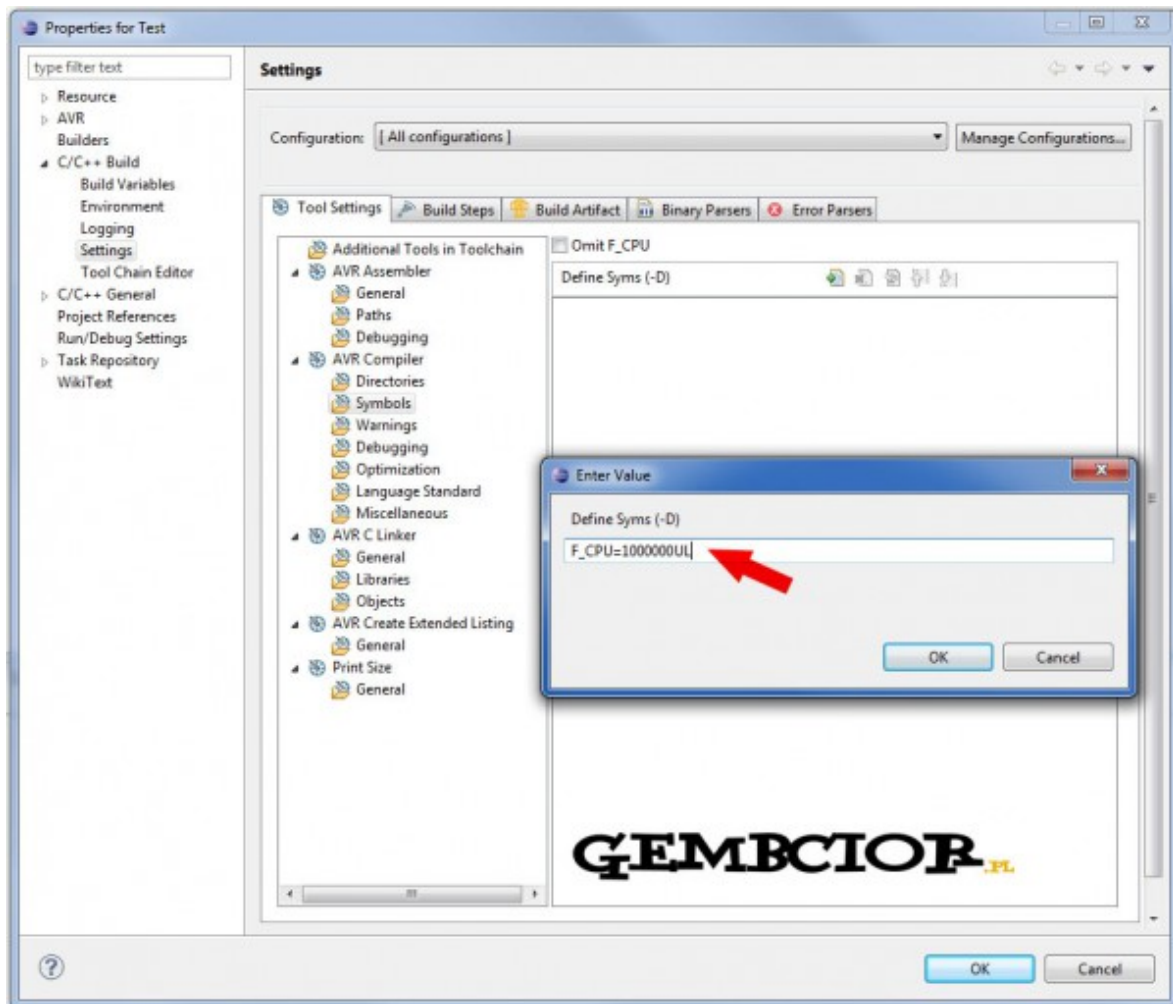 Properties for Test
type filter text
Resource
AVR
Builders
C/C++ Build
Build Variables
Environment
Logging
Settings
Tool Chain Editor
C/C++ General
Project References
Run/Debug Settings
Task Repository
WikiText
Settings
Configuration: [ All configurations ] Manage Configurations...
Tool Settings Build Steps Build Artifact Binary Parsers Error Parsers
Additional Tools in Toolchain
AVR Assembler
General
Paths
Debugging
AVR Compiler
Directories
Symbols
Warnings
Debugging
Optimization
Language Standard
Miscellaneous
AVR C Linker
General
Libraries
Objects
AVR Create Extended Listing
General
Print Size
General
Omit F_CPU
Define Syms (-D)
Enter Value
Define Syms (-D)
F_CPU=1000000UL
OK Cancel
GEMBCIOR.PL
OK Cancel